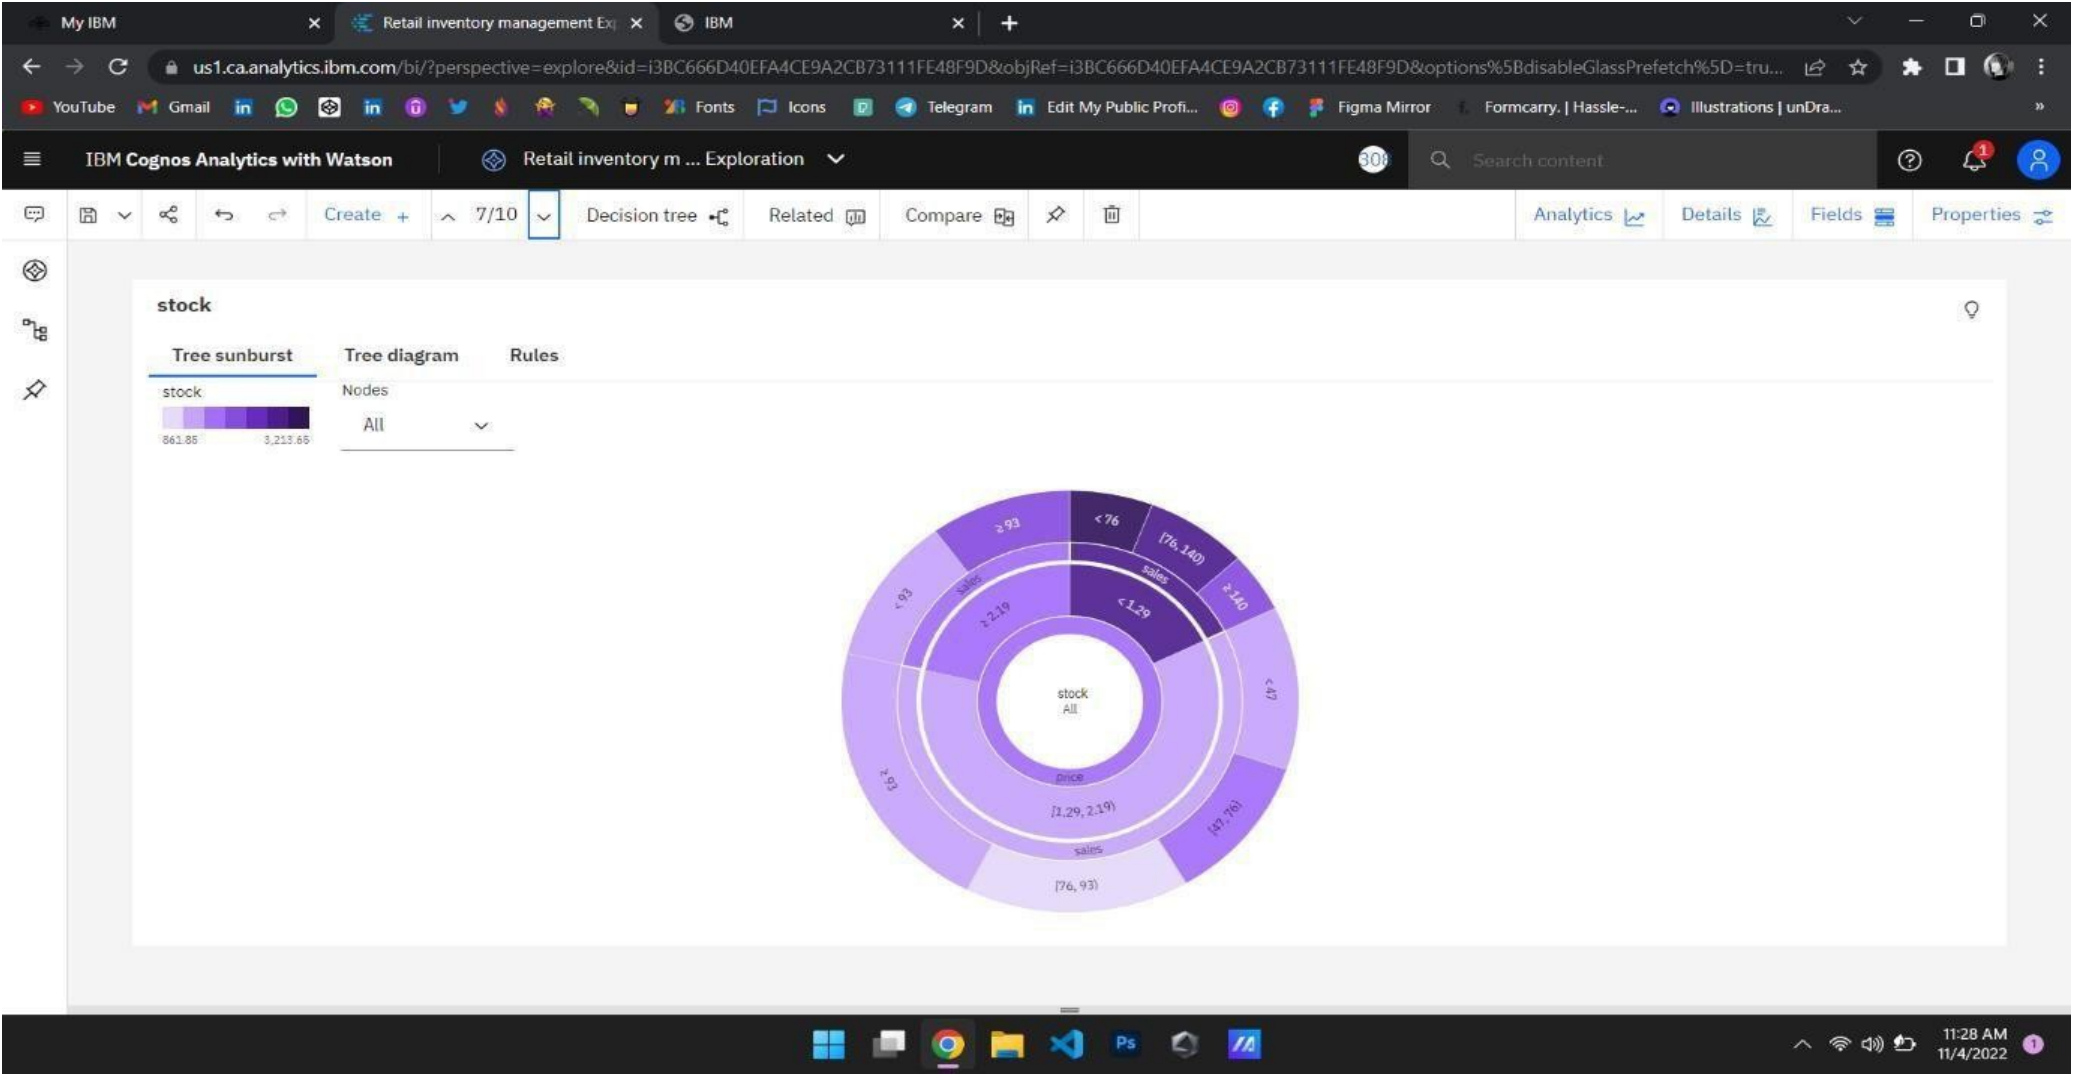 My IBM
Retail inventory management Ex
IBM
us1.ca.analytics.ibm.com/bi/?perspective=explore&id=i3BC666D40EFA4CE9A2CB73111FE48F9D&objRef=i3BC666D40EFA4CE9A2CB73111FE48F9D&options%5BdisableGlassPrefetch%5D=tru...
YouTube Gmail Fonts Icons Telegram Edit My Public Profi... Figma Mirror Formcarry. | Hassle-... Illustrations | unDra... »
IBM Cognos Analytics with Watson
Retail inventory m ... Exploration
308
Search content
1
Create + 7/10 Decision tree Related Compare Analytics Details Fields Properties
stock
Tree sunburst Tree diagram Rules
stock
861.85 3,213.65
Nodes
All
≥ 93
< 76
[76, 140)
sales
sales
≥ 140
< 93
≥ 2.19
< 1.29
< 47
stock
All
≥ 93
price
[1.29, 2.19)
[47, 76)
sales
[76, 93)
Ps
11:28 AM
11/4/2022
1